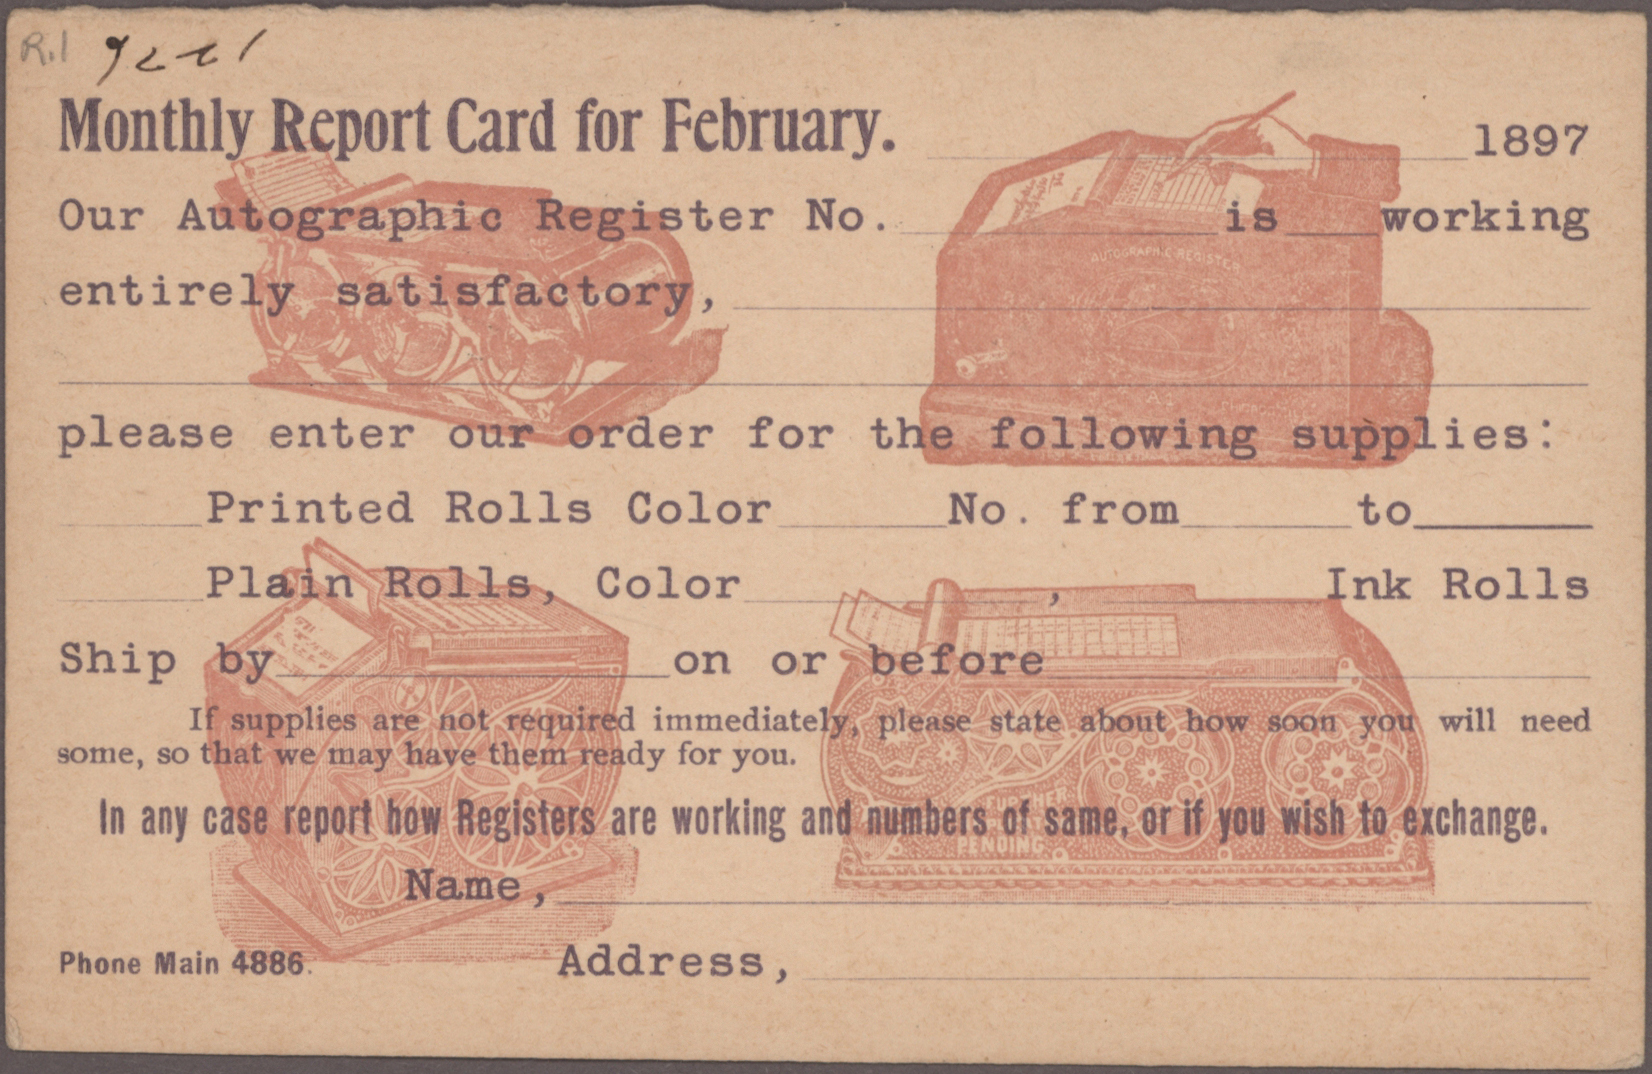 R.1
Monthly Report Card for February. 1897
Our Autographic Register No. is working
entirely satisfactory,
please enter our order for the following supplies:
Printed Rolls Color No. from to
Plain Rolls, Color , Ink Rolls
Ship by on or before
If supplies are not required immediately, please state about how soon you will need
some, so that we may have them ready for you.
In any case report how Registers are working and numbers of same, or if you wish to exchange.
Name,
Phone Main 4886. Address,
AUTOGRAPHIC REGISTER
A1
PENDING